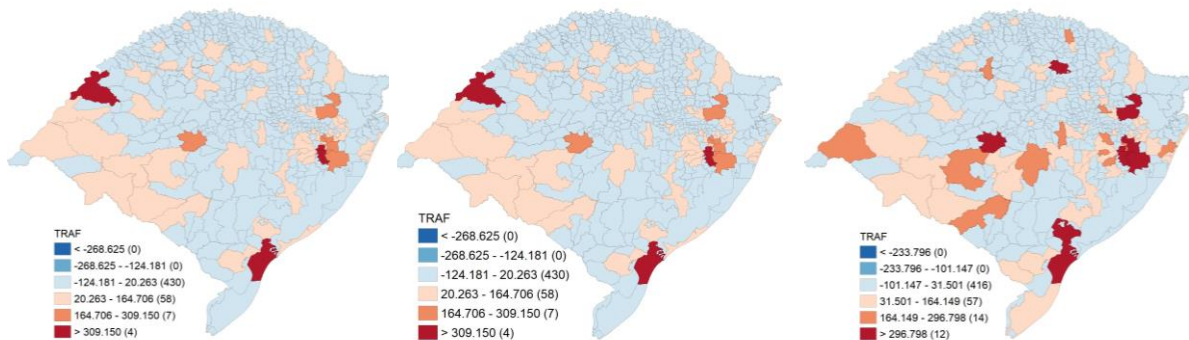 TRAF
< -268.625 (0)
-268.625 - -124.181 (0)
-124.181 - 20.263 (430)
20.263 - 164.706 (58)
164.706 - 309.150 (7)
> 309.150 (4)
TRAF
< -268.625 (0)
-268.625 - -124.181 (0)
-124.181 - 20.263 (430)
20.263 - 164.706 (58)
164.706 - 309.150 (7)
> 309.150 (4)
TRAF
< -233.796 (0)
-233.796 - -101.147 (0)
-101.147 - 31.501 (416)
31.501 - 164.149 (57)
164.149 - 296.798 (14)
> 296.798 (12)